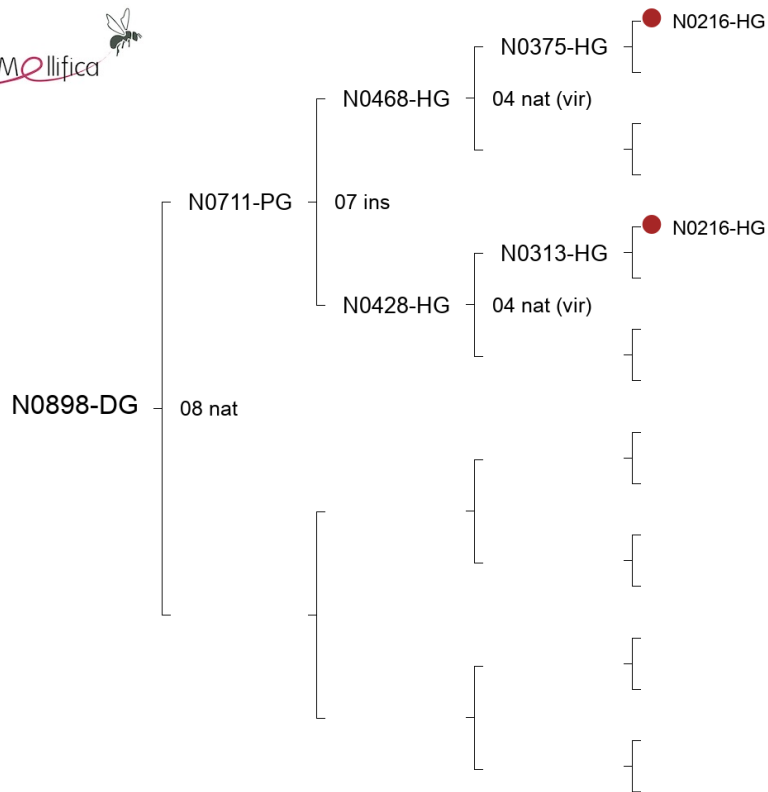 Mellifica
N0216-HG
N0375-HG
N0468-HG
04 nat (vir)
N0711-PG
07 ins
N0216-HG
N0313-HG
N0428-HG
04 nat (vir)
N0898-DG
08 nat